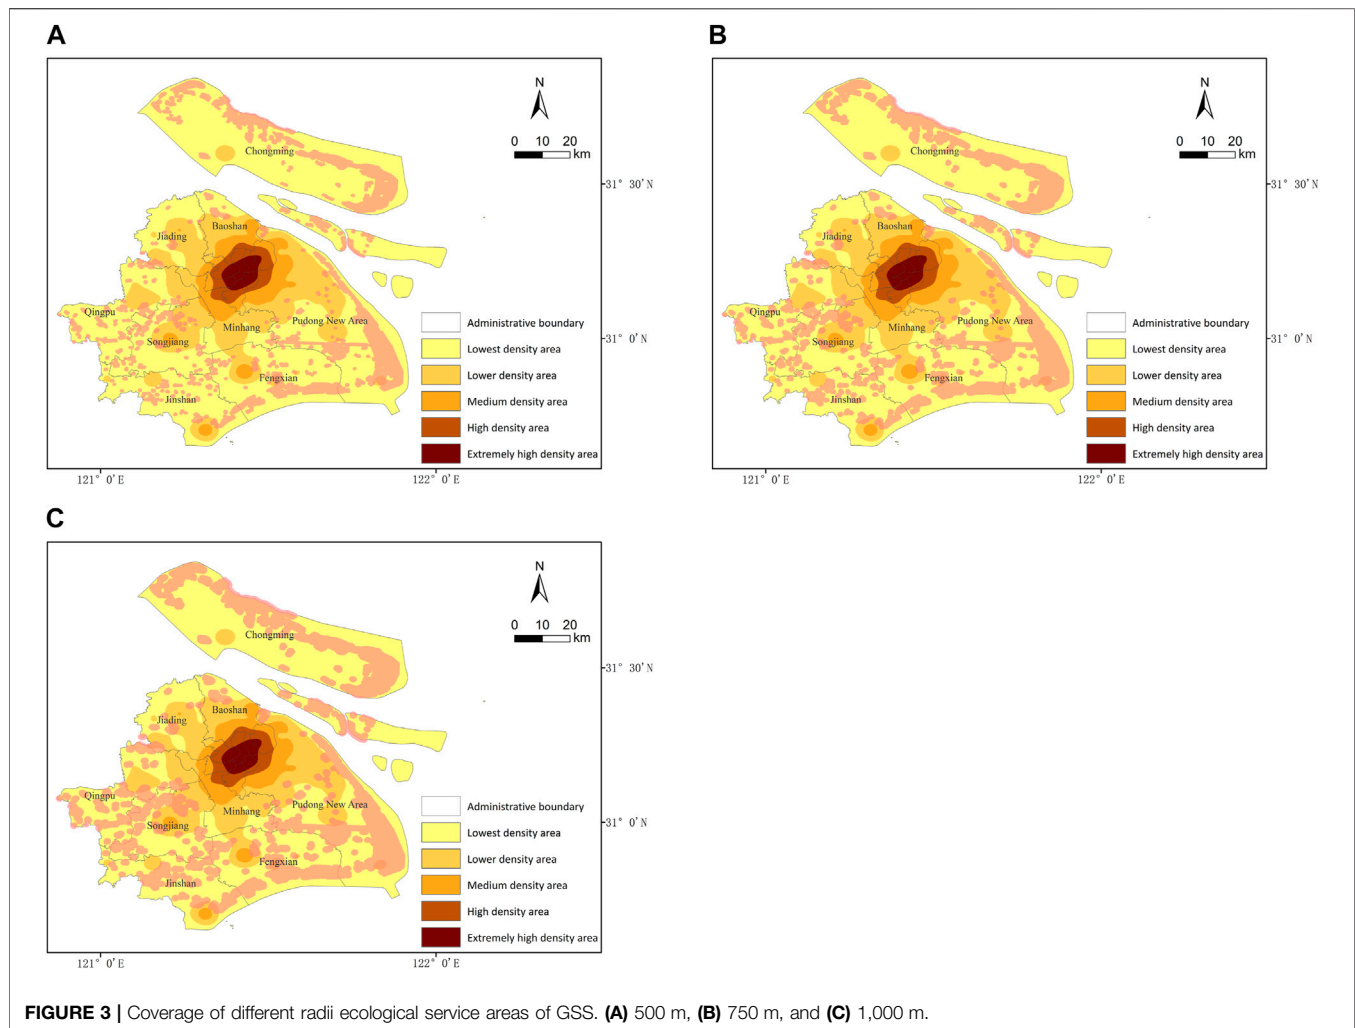 A
N
0 10 20
km
Chongming
31° 30′N
Baoshan
Jiading
Qingpu
Minhang
Pudong New Area
Songjiang
31° 0′N
Fengxian
Jinshan
Administrative boundary
Lowest density area
Lower density area
Medium density area
High density area
Extremely high density area
121° 0′E
122° 0′E
B
N
0 10 20
km
Chongming
31° 30′N
Baoshan
Jiading
Qingpu
Minhang
Pudong New Area
Songjiang
31° 0′N
Fengxian
Jinshan
Administrative boundary
Lowest density area
Lower density area
Medium density area
High density area
Extremely high density area
121° 0′E
122° 0′E
C
N
0 10 20
km
Chongming
31° 30′N
Baoshan
Jiading
Qingpu
Minhang
Pudong New Area
Songjiang
31° 0′N
Fengxian
Jinshan
Administrative boundary
Lowest density area
Lower density area
Medium density area
High density area
Extremely high density area
121° 0′E
122° 0′E
FIGURE 3 | Coverage of different radii ecological service areas of GSS. (A) 500 m, (B) 750 m, and (C) 1,000 m.